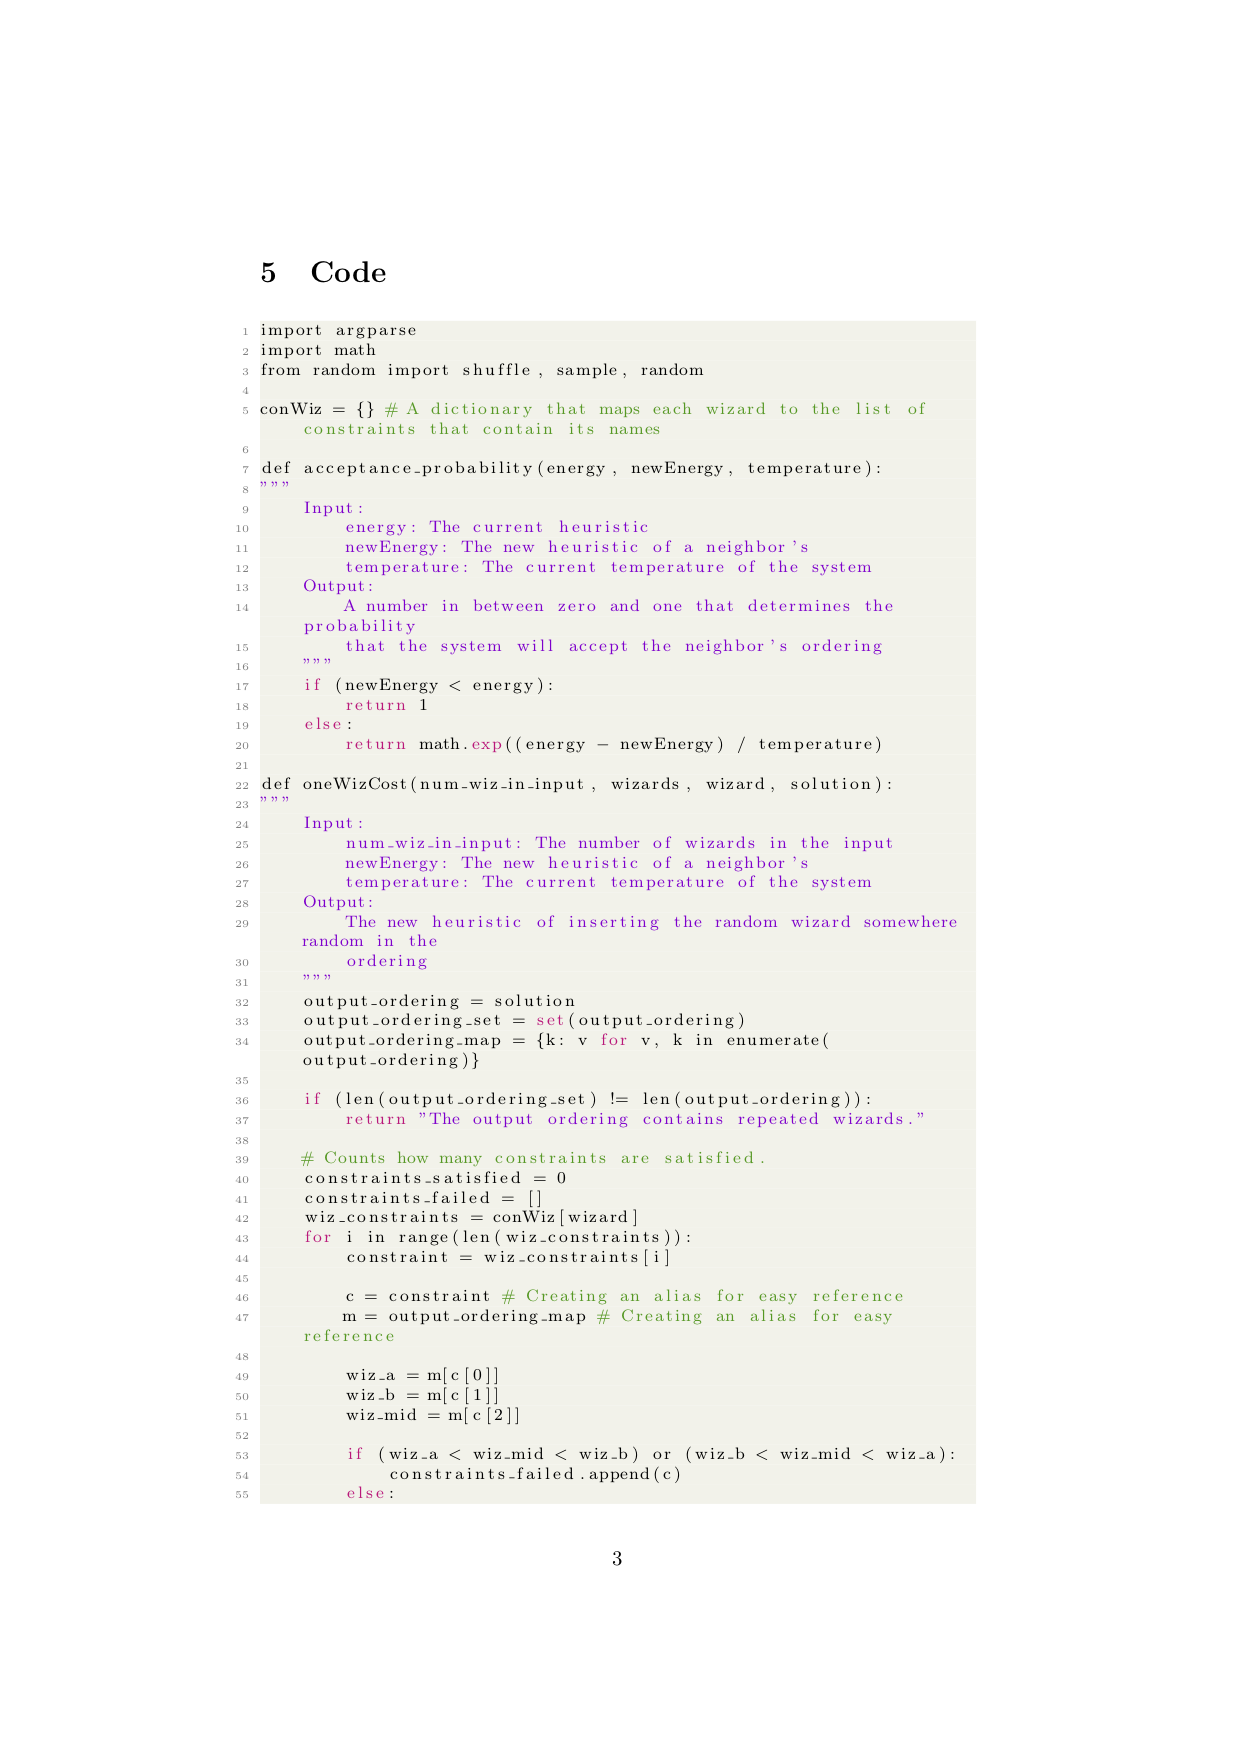 5 Code
1 import argparse
2 import math
3 from random import shuffle, sample, random
4
5 conWiz = {} # A dictionary that maps each wizard to the list of
constraints that contain its names
6
7 def acceptance_probability(energy, newEnergy, temperature):
8 """
9 Input:
10 energy: The current heuristic
11 newEnergy: The new heuristic of a neighbor's
12 temperature: The current temperature of the system
13 Output:
14 A number in between zero and one that determines the
probability
15 that the system will accept the neighbor's ordering
16 """
17 if (newEnergy < energy):
18 return 1
19 else:
20 return math.exp((energy - newEnergy) / temperature)
21
22 def oneWizCost(num_wiz_in_input, wizards, wizard, solution):
23 """
24 Input:
25 num_wiz_in_input: The number of wizards in the input
26 newEnergy: The new heuristic of a neighbor's
27 temperature: The current temperature of the system
28 Output:
29 The new heuristic of inserting the random wizard somewhere
random in the
30 ordering
31 """
32 output_ordering = solution
33 output_ordering_set = set(output_ordering)
34 output_ordering_map = {k: v for v, k in enumerate(
output_ordering)}
35
36 if (len(output_ordering_set) != len(output_ordering)):
37 return "The output ordering contains repeated wizards."
38
39 # Counts how many constraints are satisfied.
40 constraints_satisfied = 0
41 constraints_failed = []
42 wiz_constraints = conWiz[wizard]
43 for i in range(len(wiz_constraints)):
44 constraint = wiz_constraints[i]
45
46 c = constraint # Creating an alias for easy reference
47 m = output_ordering_map # Creating an alias for easy
reference
48
49 wiz_a = m[c[0]]
50 wiz_b = m[c[1]]
51 wiz_mid = m[c[2]]
52
53 if (wiz_a < wiz_mid < wiz_b) or (wiz_b < wiz_mid < wiz_a):
54 constraints_failed.append(c)
55 else:
3